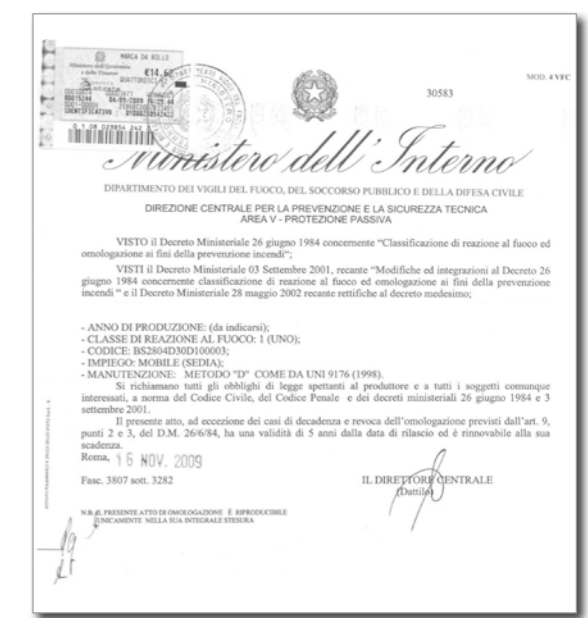 MARCA DA BOLLO
€14,62
MOD. 4 VFC
30583
Ministero dell'Interno
DIPARTIMENTO DEI VIGILI DEL FUOCO, DEL SOCCORSO PUBBLICO E DELLA DIFESA CIVILE
DIREZIONE CENTRALE PER LA PREVENZIONE E LA SICUREZZA TECNICA
AREA V - PROTEZIONE PASSIVA
VISTO il Decreto Ministeriale 26 giugno 1984 concernente "Classificazione di reazione al fuoco ed
omologazione ai fini della prevenzione incendi";
VISTI il Decreto Ministeriale 03 Settembre 2001, recante "Modifiche ed integrazioni al Decreto 26
giugno 1984 concernente classificazione di reazione al fuoco ed omologazione ai fini della prevenzione
incendi " e il Decreto Ministeriale 28 maggio 2002 recante rettifiche al decreto medesimo;
- ANNO DI PRODUZIONE: (da indicarsi);
- CLASSE DI REAZIONE AL FUOCO: 1 (UNO);
- CODICE: BS2804D30D100003;
- IMPIEGO: MOBILE (SEDIA);
- MANUTENZIONE: METODO "D" COME DA UNI 9176 (1998).
Si richiamano tutti gli obblighi di legge spettanti al produttore e a tutti i soggetti comunque
interessati, a norma del Codice Civile, del Codice Penale e dei decreti ministeriali 26 giugno 1984 e 3
settembre 2001.
Il presente atto, ad eccezione dei casi di decadenza e revoca dell'omologazione previsti dall'art. 9,
punti 2 e 3, del D.M. 26/6/84, ha una validità di 5 anni dalla data di rilascio ed è rinnovabile alla sua
scadenza.
Roma, 16 NOV. 2009
Fasc. 3807 sott. 3282
IL DIRETTORE CENTRALE
(Dattilo)
N.B. IL PRESENTE ATTO DI OMOLOGAZIONE È RIPRODUCIBILE
UNICAMENTE NELLA SUA INTEGRALE STESURA